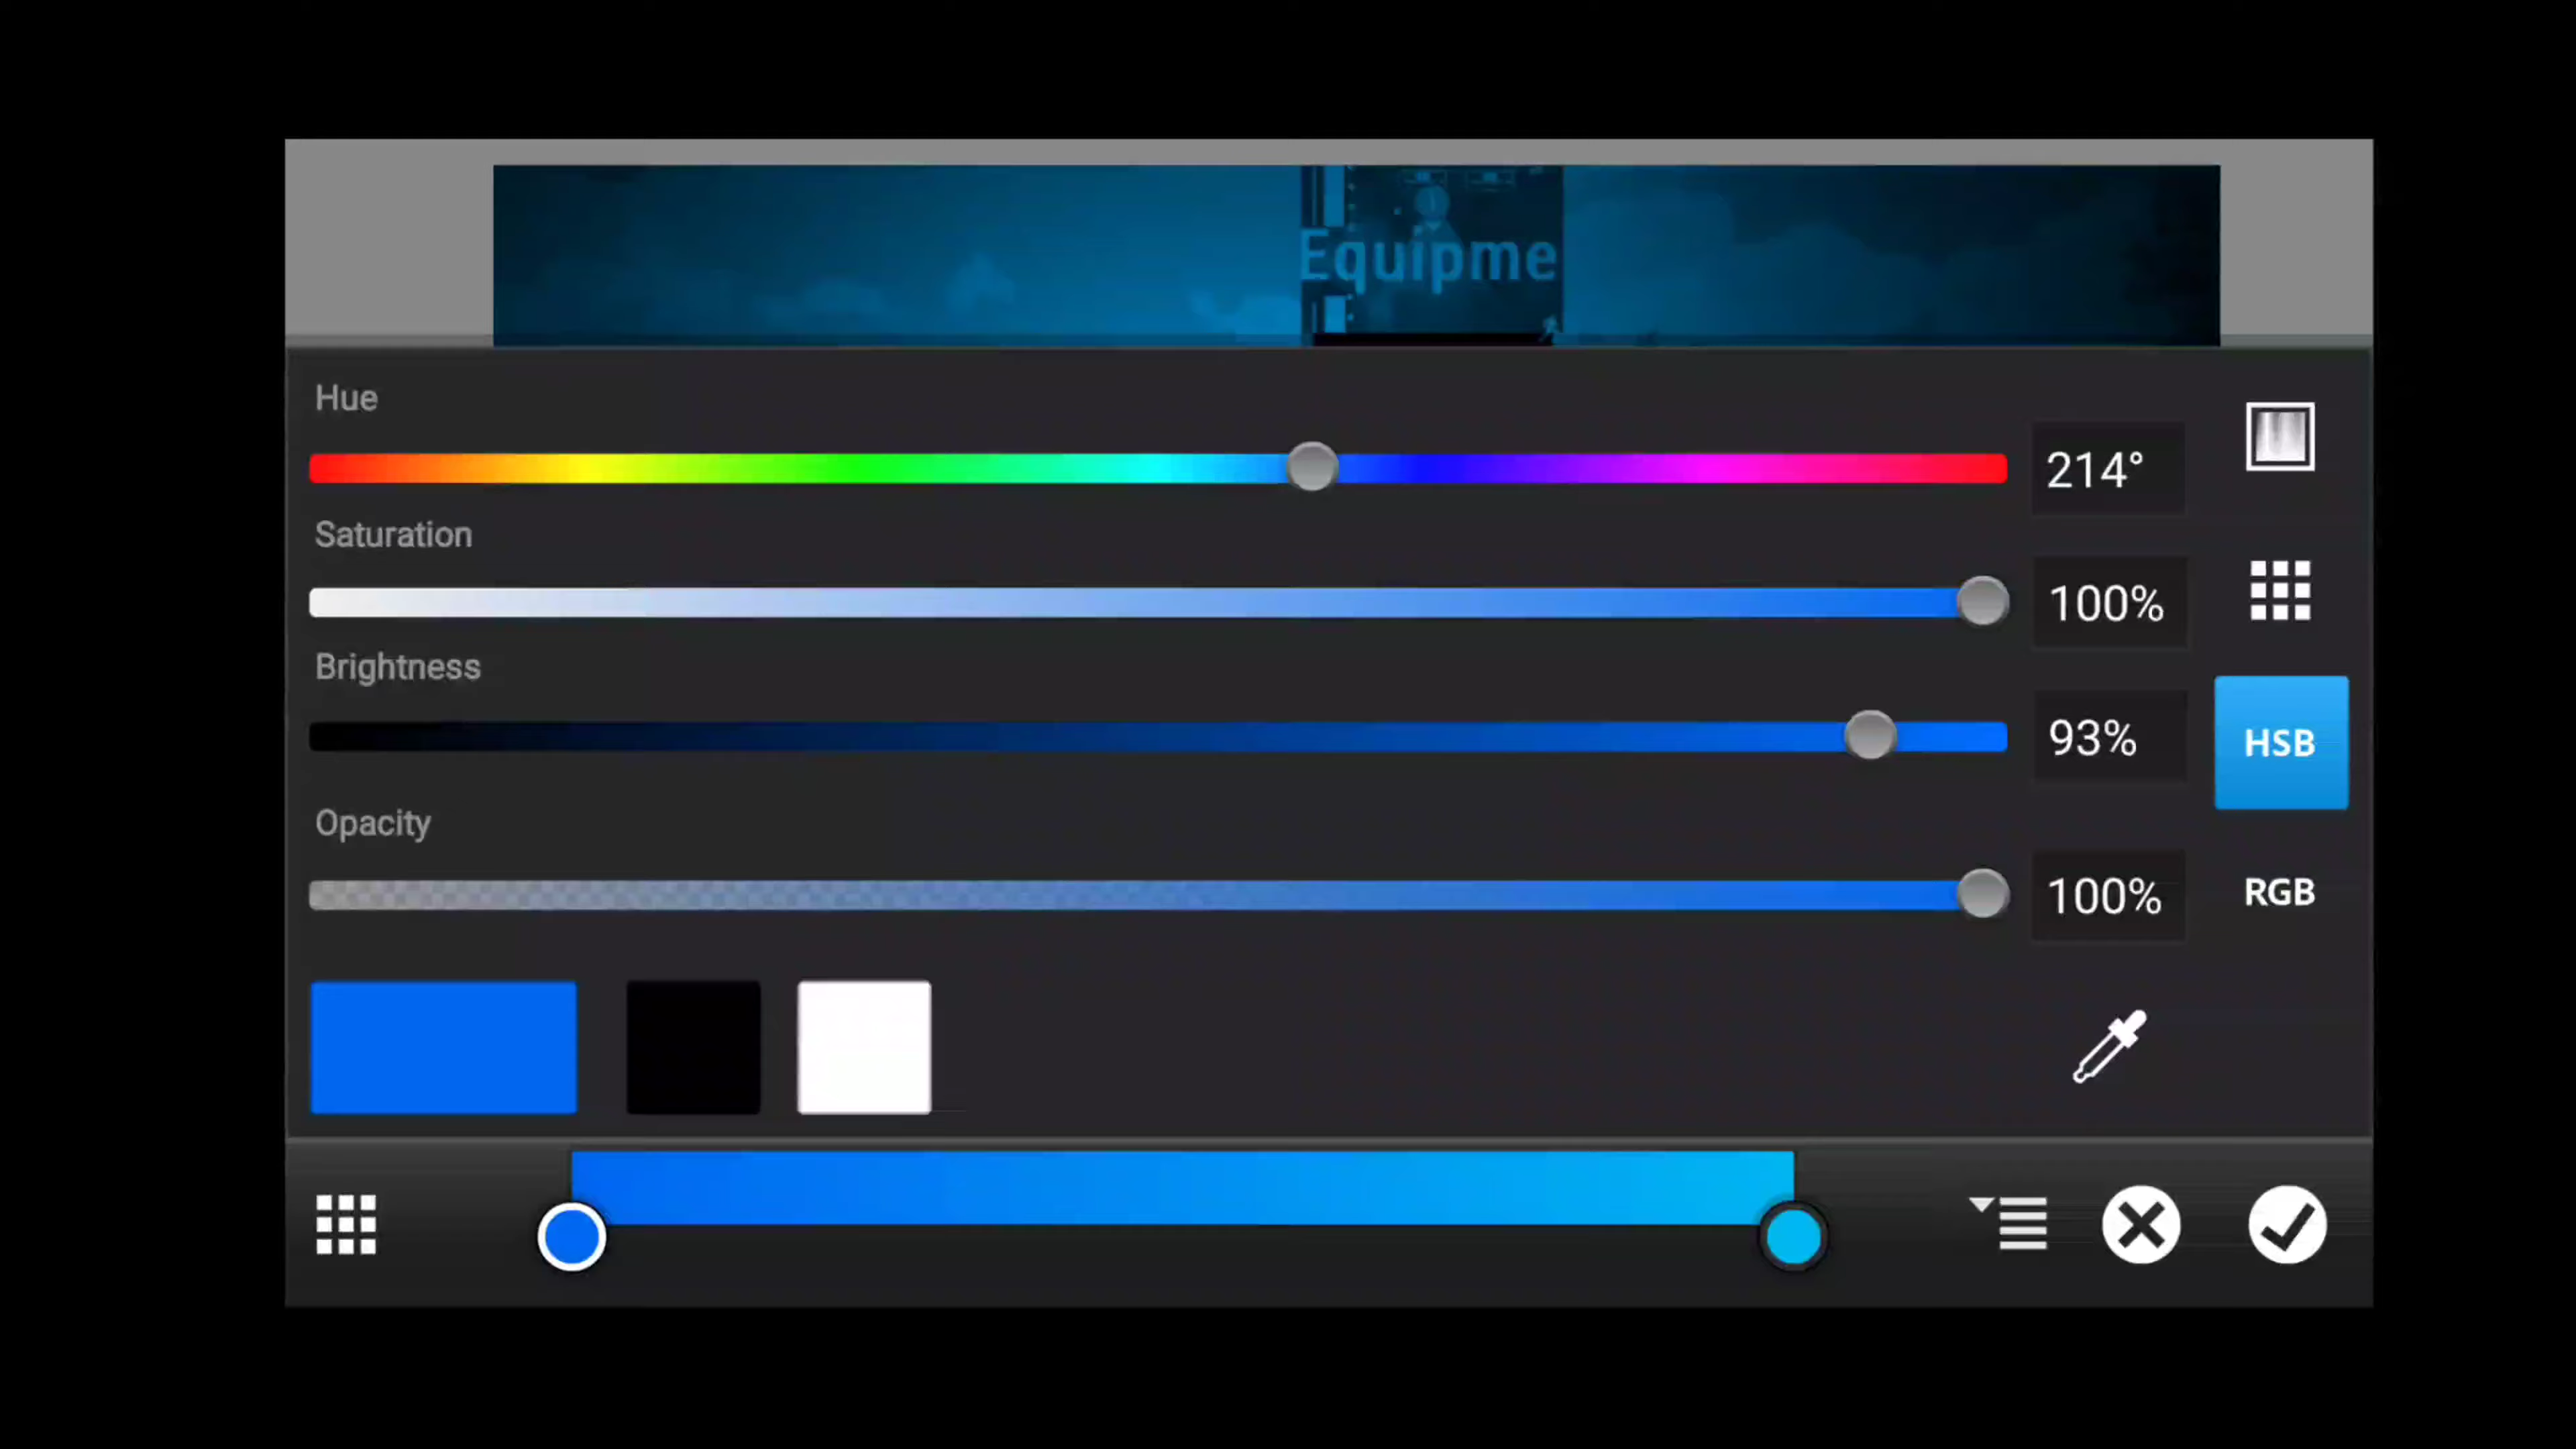 Equipme
Hue
214°
Saturation
100%
Brightness
93%
HSB
Opacity
100%
RGB